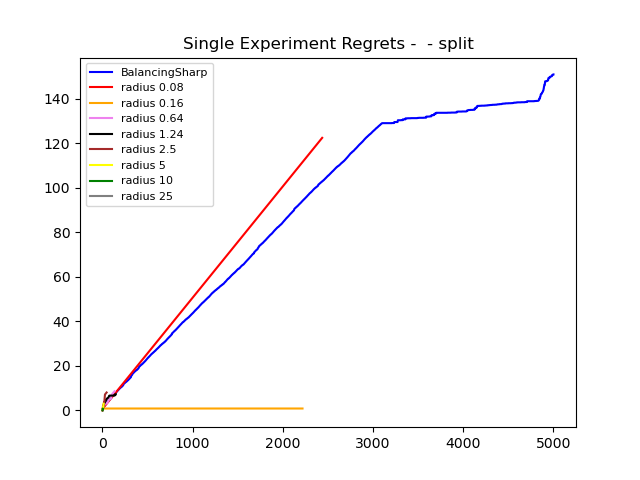 Single Experiment Regrets -  - split
BalancingSharp
radius 0.08
radius 0.16
radius 0.64
radius 1.24
radius 2.5
radius 5
radius 10
radius 25
140
120
100
80
60
40
20
0
0 1000 2000 3000 4000 5000